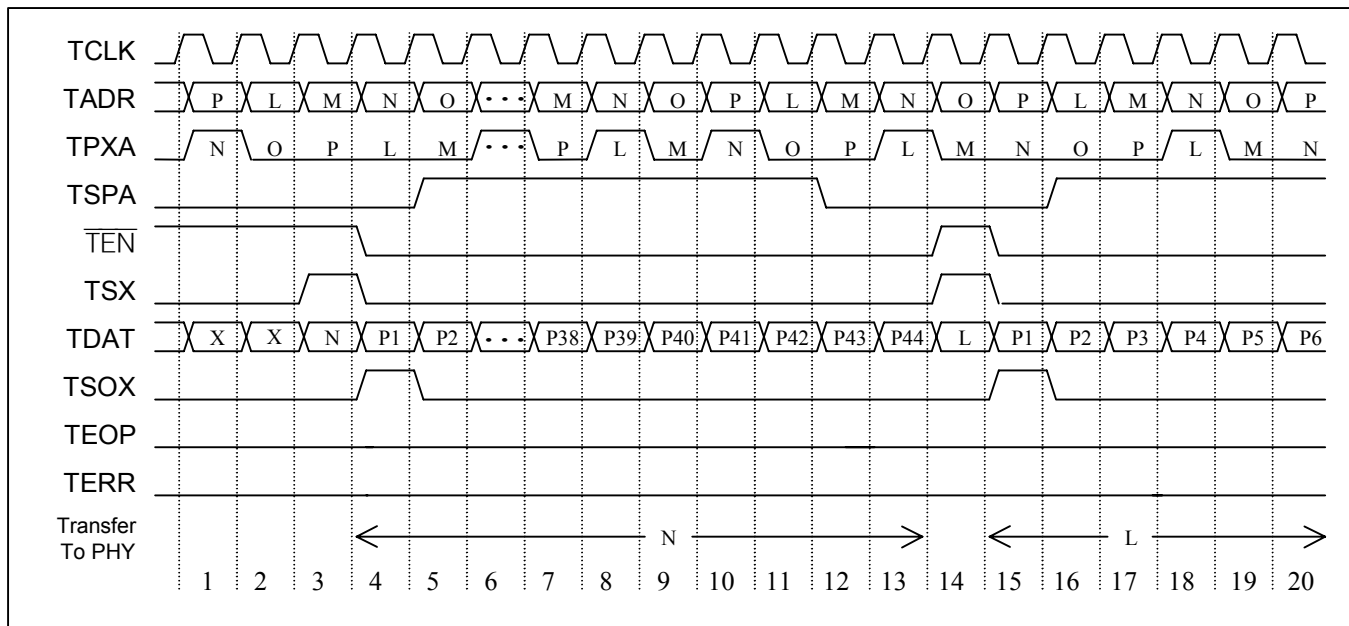 TCLK
TADR P L M N O ··· M N O P L M N O P L M N O P
TPXA N O P L M ··· P L M N O P L M N O P L M N
TSPA
TEN
TSX
TDAT X X N P1 P2 ··· P38 P39 P40 P41 P42 P43 P44 L P1 P2 P3 P4 P5 P6
TSOX
TEOP
TERR
Transfer N L
To PHY
1 2 3 4 5 6 7 8 9 10 11 12 13 14 15 16 17 18 19 20